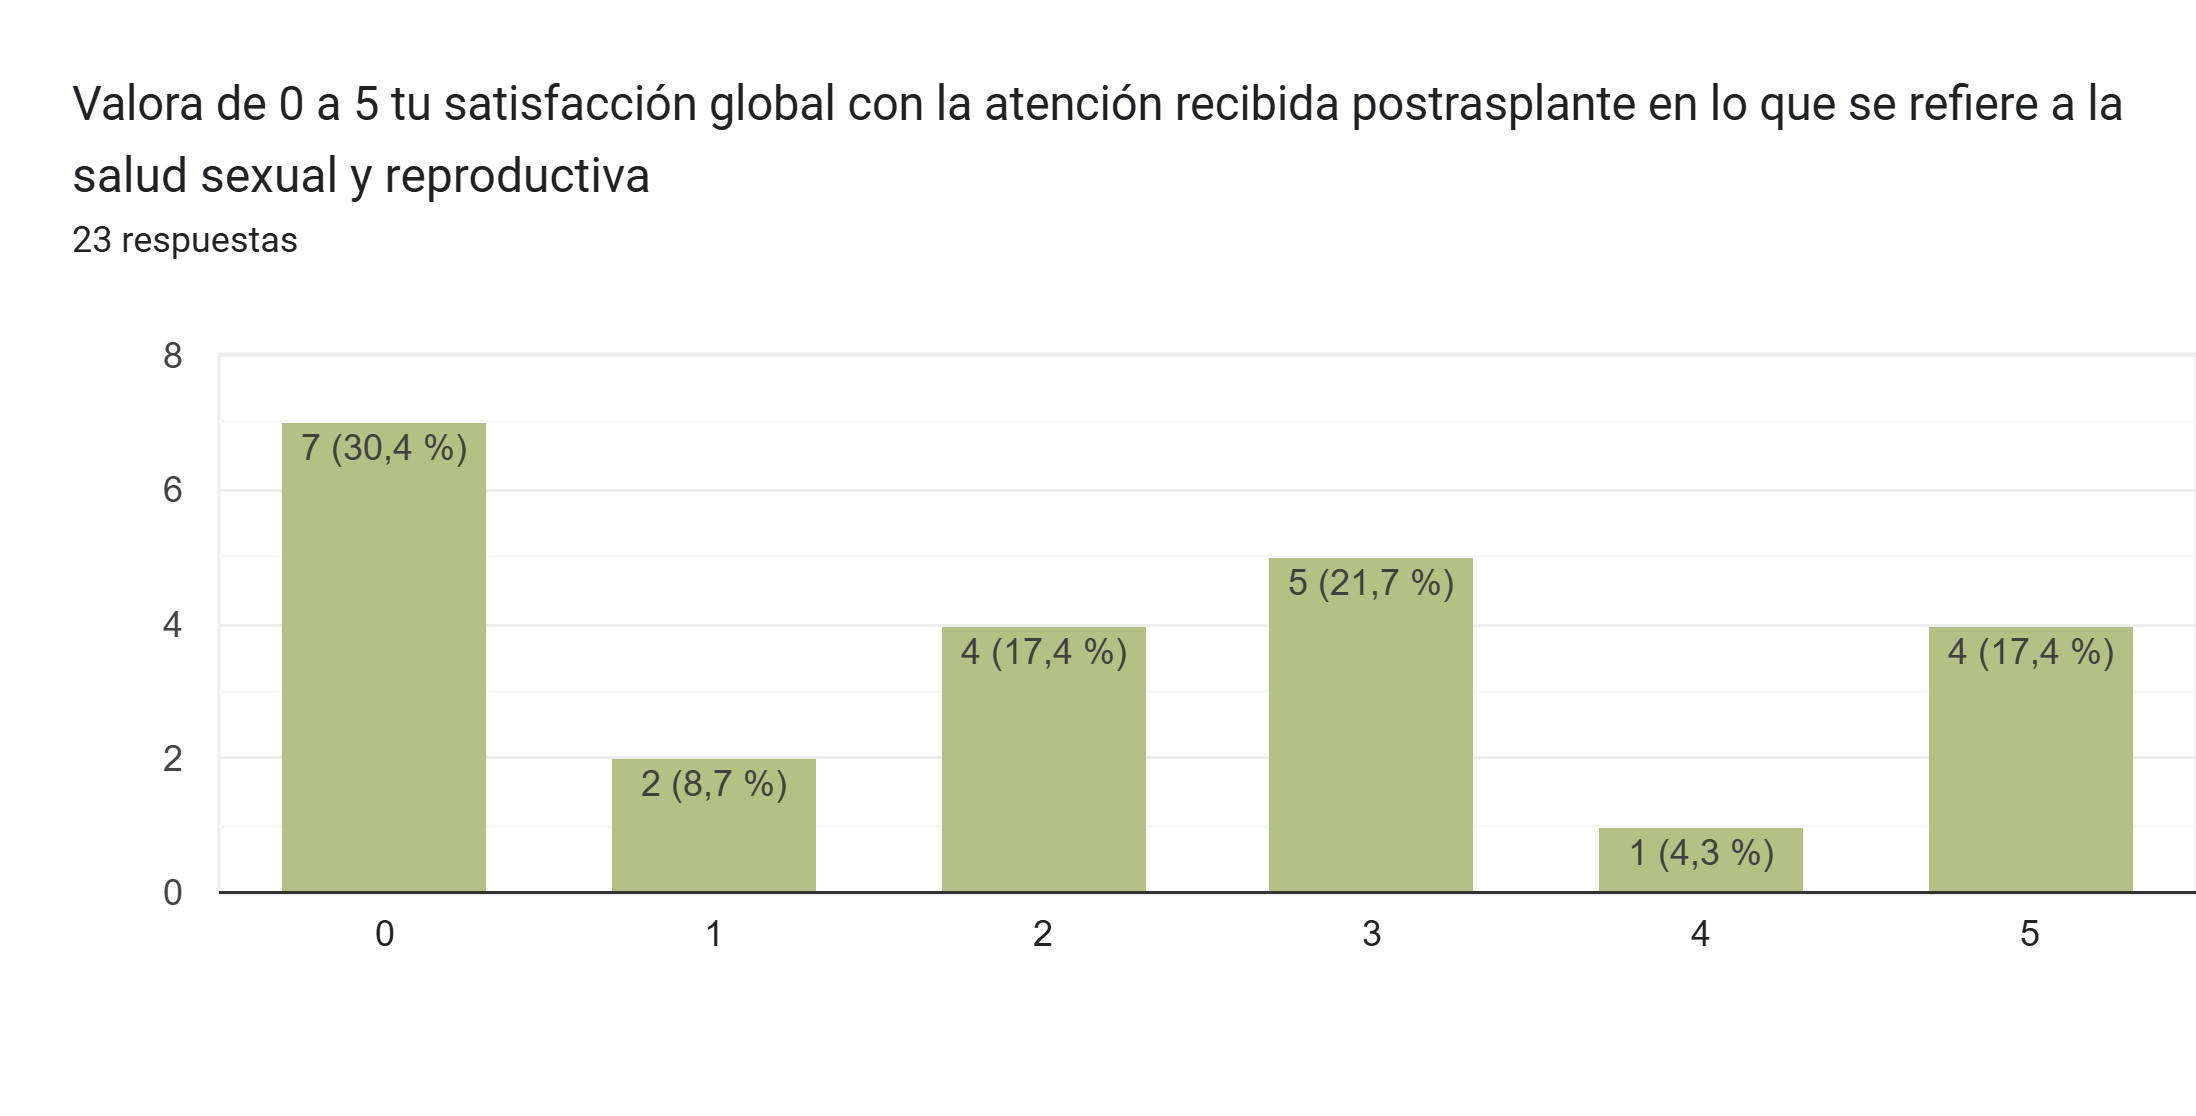 Valora de 0 a 5 tu satisfacción global con la atención recibida postrasplante en lo que se refiere a la
salud sexual y reproductiva
23 respuestas
8
7 (30,4 %)
6
5 (21,7 %)
4
4 (17,4 %)
4 (17,4 %)
2
2 (8,7 %)
1 (4,3 %)
0
0
1
2
3
4
5